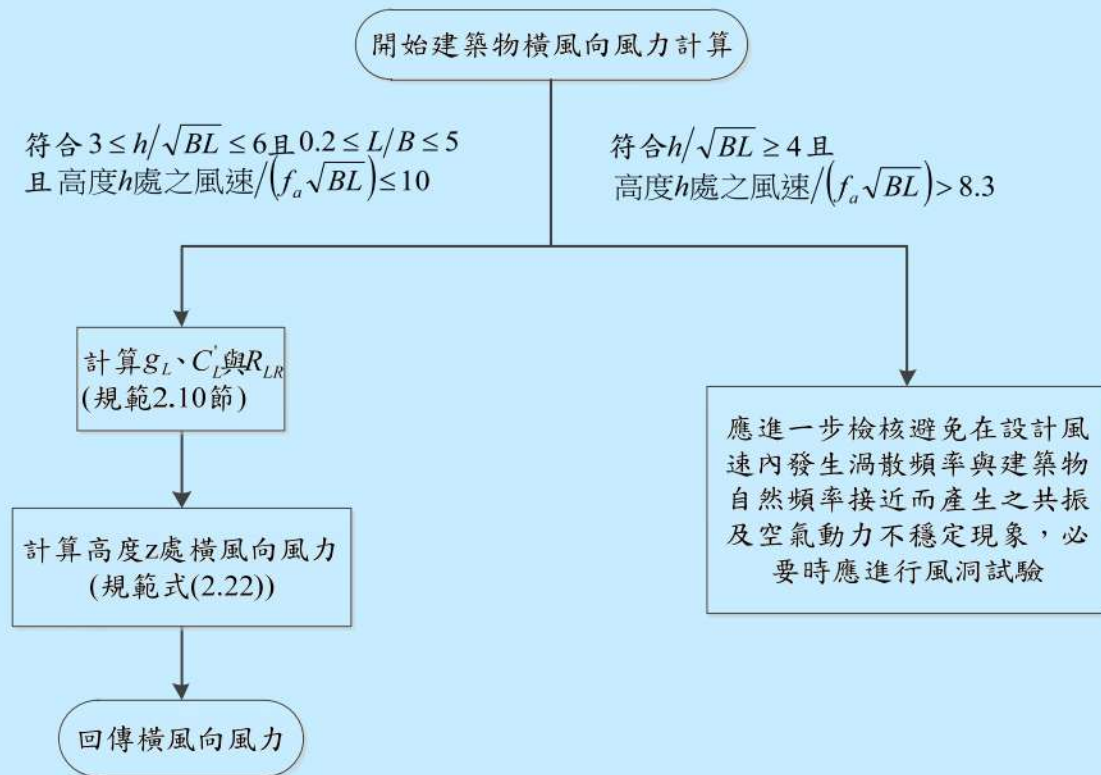 開始建築物橫風向風力計算
符合 3 ≤ h/√BL ≤ 6且 0.2 ≤ L/B ≤ 5
且 高度h處之風速/(f_a√BL) ≤ 10
符合h/√BL ≥ 4 且
高度h處之風速/(f_a√BL) > 8.3
計算g_L、C'_L與R_LR
(規範2.10節)
計算高度z處橫風向風力
(規範式(2.22))
回傳橫風向風力
應進一步檢核避免在設計風
速內發生渦散頻率與建築物
自然頻率接近而產生之共振
及空氣動力不穩定現象，必
要時應進行風洞試驗